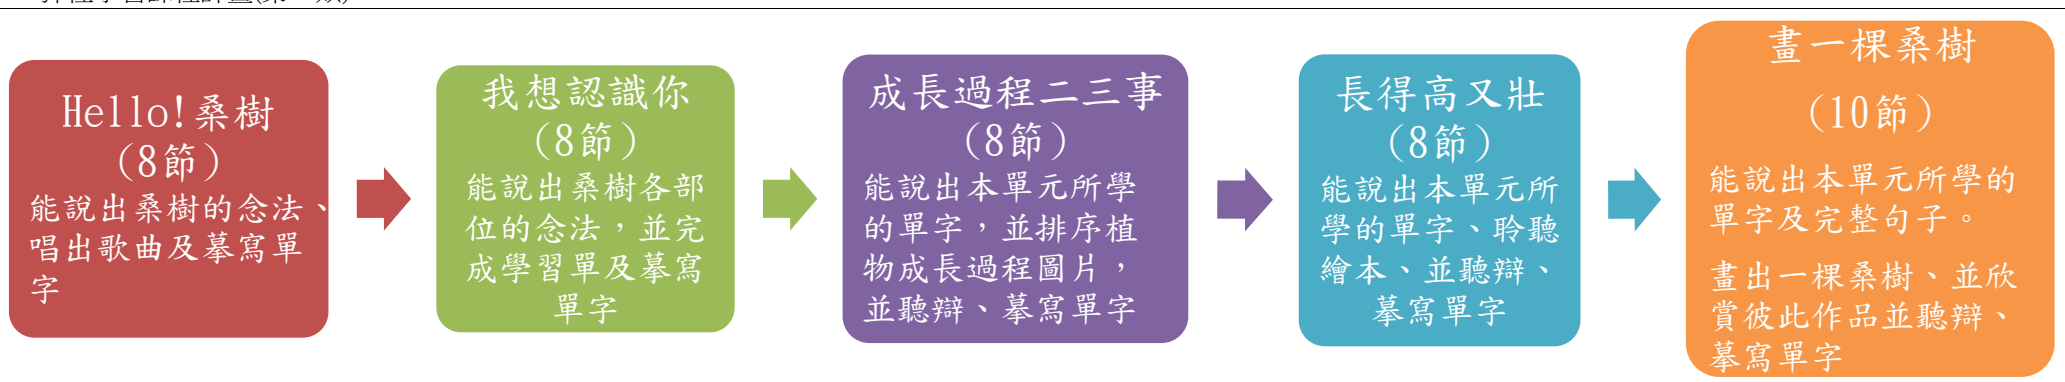 Hello!桑樹
(8節)
能說出桑樹的念法、
唱出歌曲及摹寫單
字
我想認識你
(8節)
能說出桑樹各部
位的念法，並完
成學習單及摹寫
單字
成長過程二三事
(8節)
能說出本單元所學
的單字，並排序植
物成長過程圖片，
並聽辯、摹寫單字
長得高又壯
(8節)
能說出本單元所
學的單字、聆聽
繪本、並聽辯、
摹寫單字
畫一棵桑樹
(10節)
能說出本單元所學的
單字及完整句子。
畫出一棵桑樹、並欣
賞彼此作品並聽辯、
摹寫單字